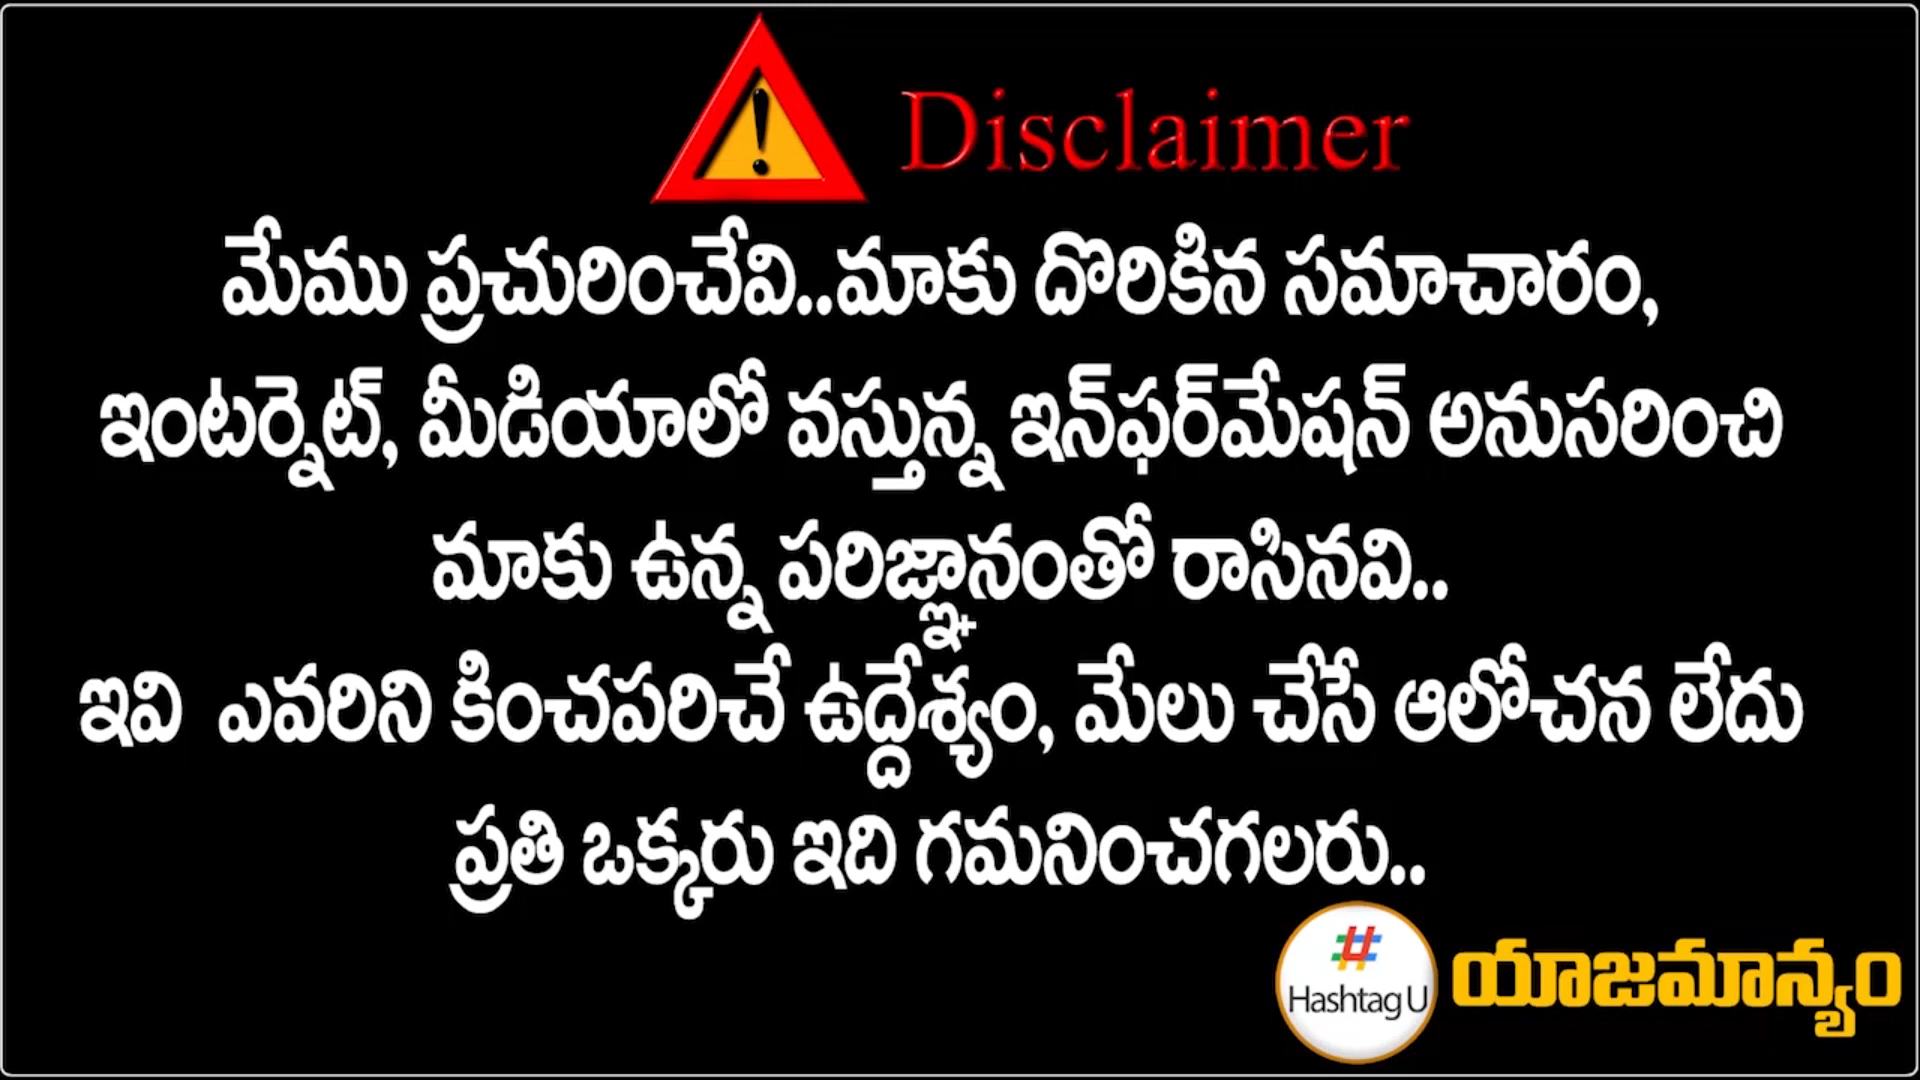 Disclaimer
మేము ప్రచురించేవి..మాకు దొరికిన సమాచారం,
ఇంటర్నెట్, మీడియాలో వస్తున్న ఇన్‌ఫర్‌మేషన్ అనుసరించి
మాకు ఉన్న పరిజ్ఞానంతో రాసినవి..
ఇవి ఎవరిని కించపరిచే ఉద్దేశ్యం, మేలు చేసే ఆలోచన లేదు
ప్రతి ఒక్కరు ఇది గమనించగలరు..
Hashtag U
యాజమాన్యం